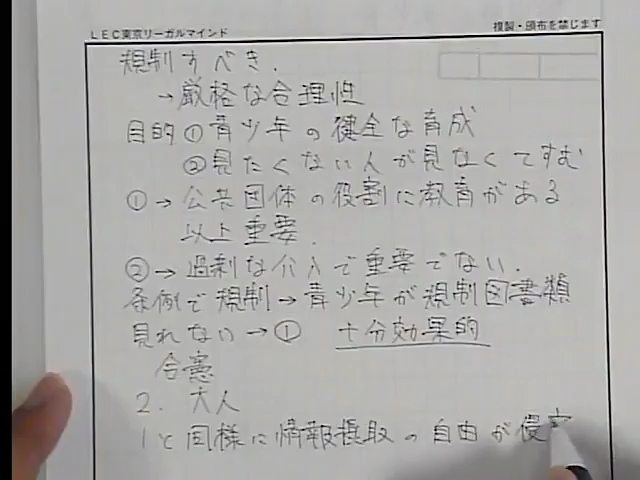 LEC東京リーガルマインド
複製・頒布を禁じます
規制すべき.
→厳格な合理性
目的①青少年の健全な育成
②見たくない人が見なくてすむ
①→公共団体の役割に教育がある
以上重要.
②→過剰な介入で重要でない.
条例で規制→青少年が規制図書類
見れない→① 十分効果的
合憲
2. 大人
1と同様に情報摂取の自由が侵害